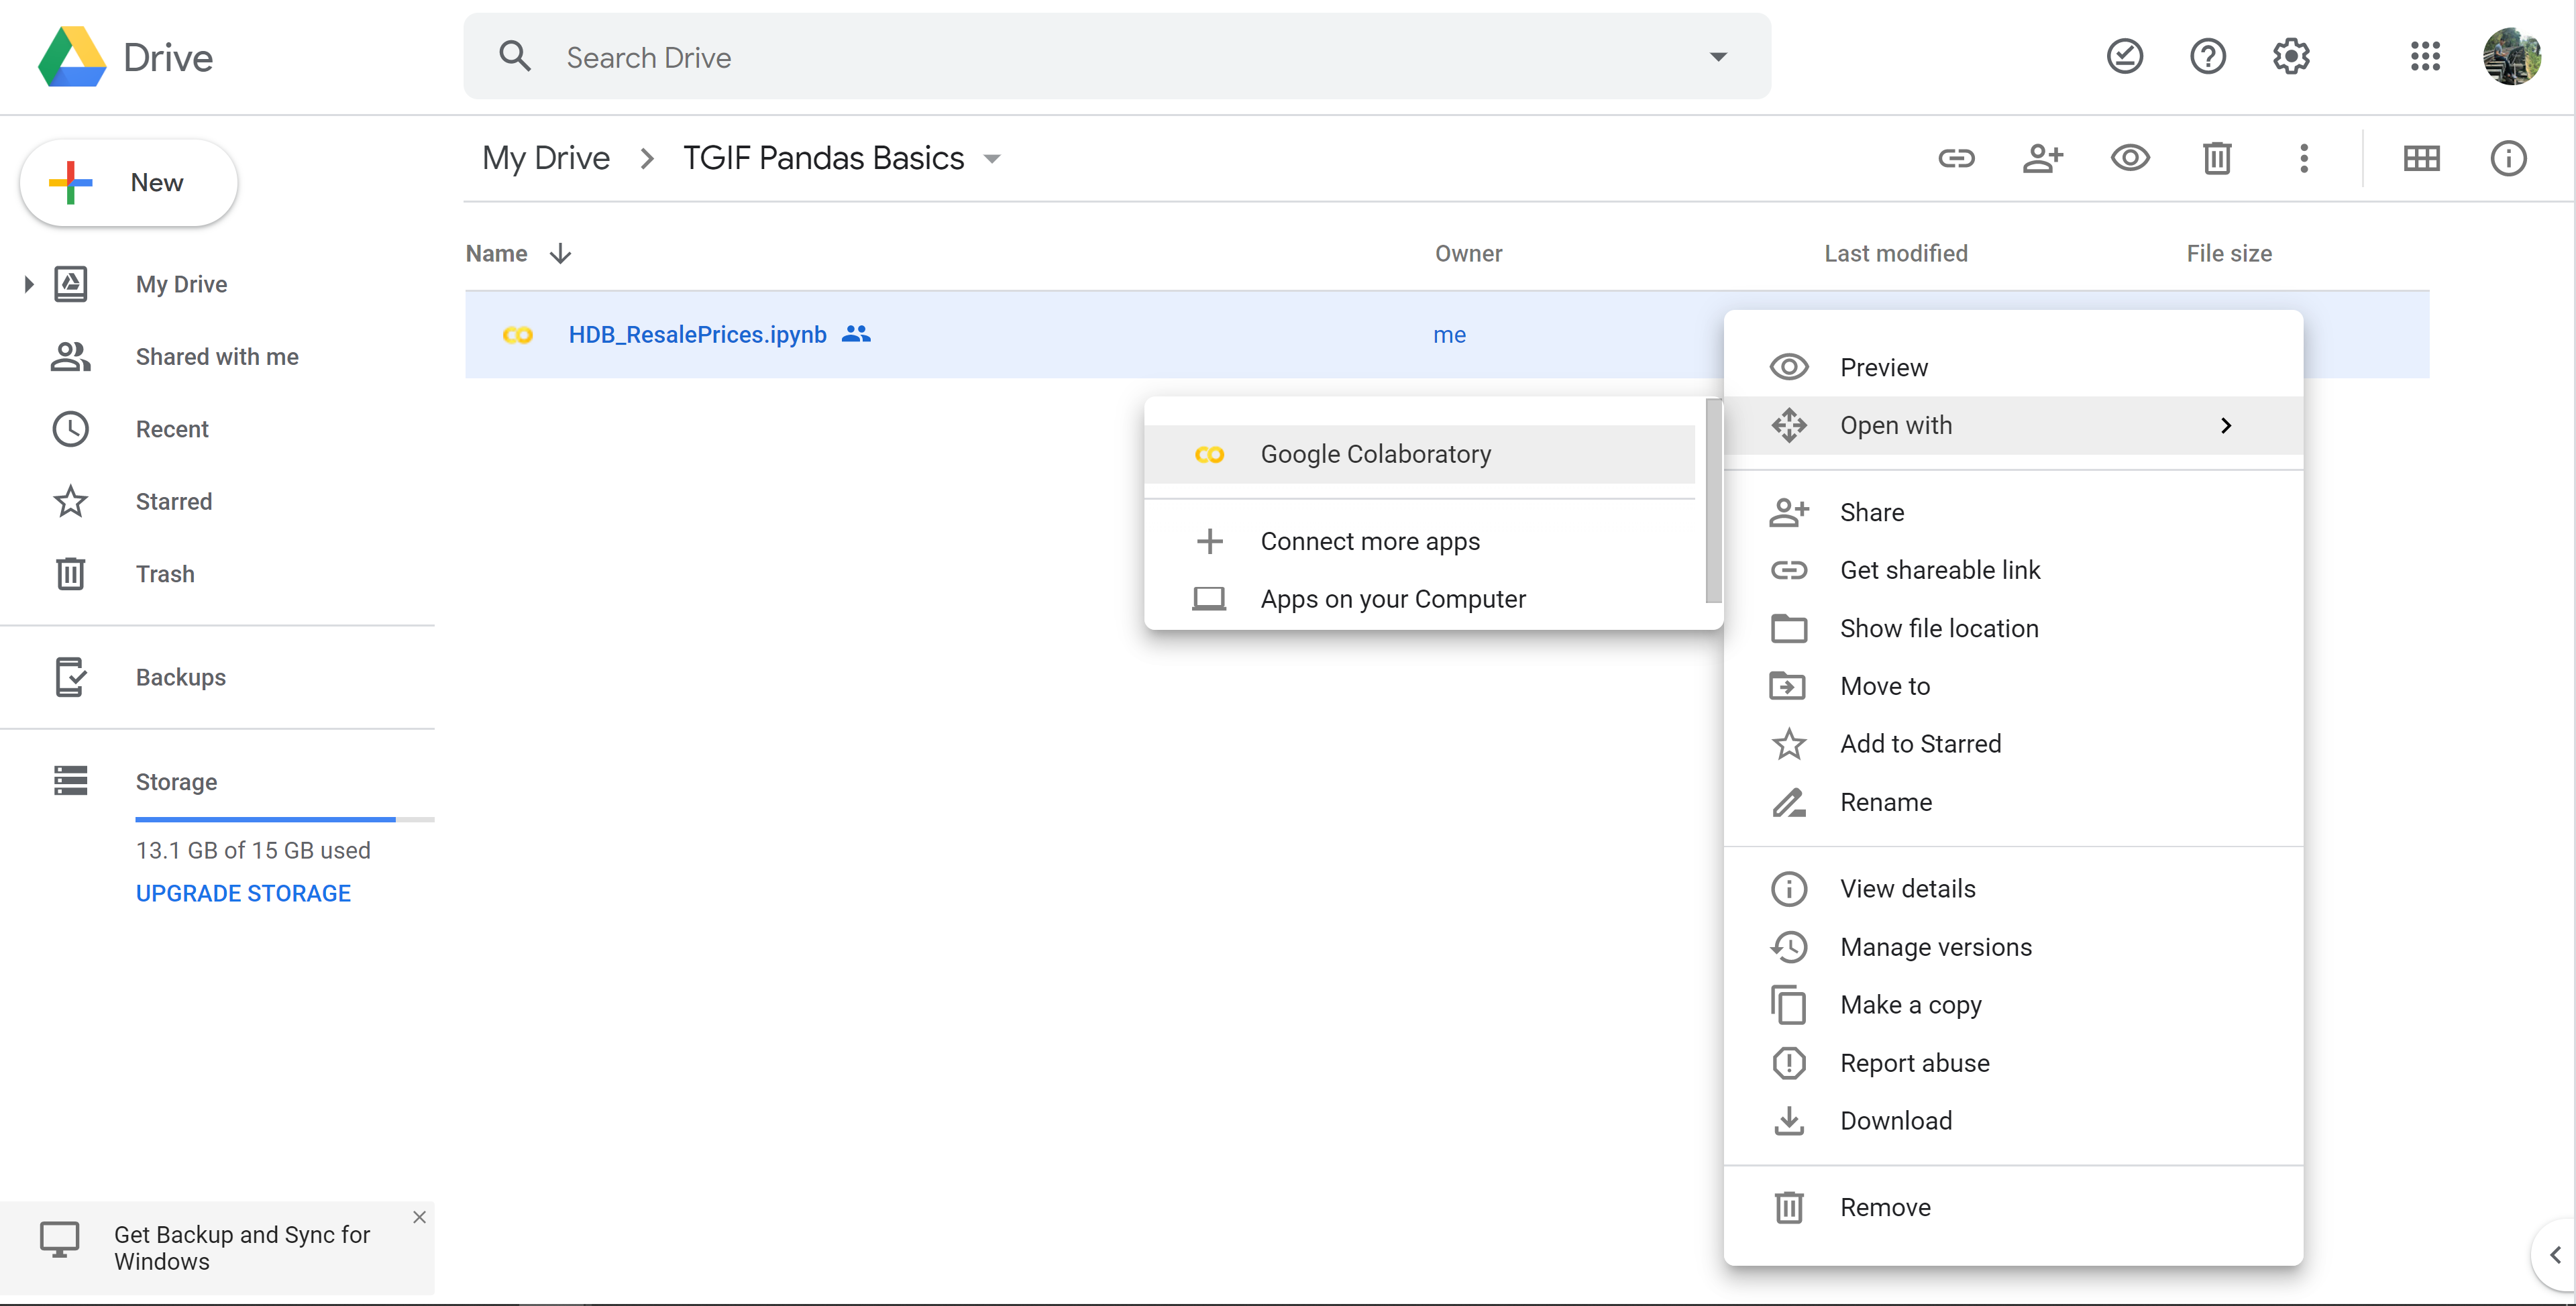 Drive
Search Drive
New
My Drive
Shared with me
Recent
Starred
Trash
Backups
Storage
13.1 GB of 15 GB used
UPGRADE STORAGE
Get Backup and Sync for
Windows
My Drive TGIF Pandas Basics
Name Owner Last modified File size
HDB_ResalePrices.ipynb me
Google Colaboratory
Connect more apps
Apps on your Computer
Preview
Open with
Share
Get shareable link
Show file location
Move to
Add to Starred
Rename
View details
Manage versions
Make a copy
Report abuse
Download
Remove